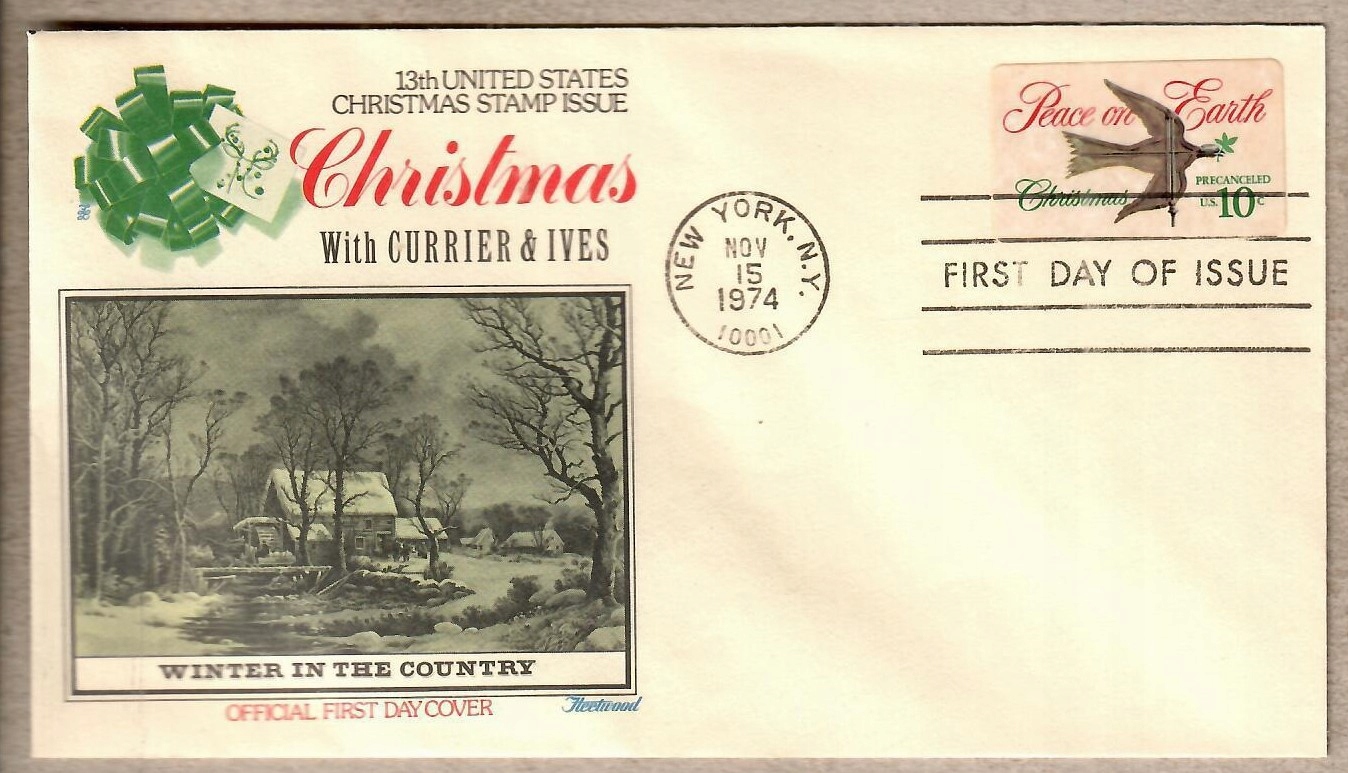 13th UNITED STATES
CHRISTMAS STAMP ISSUE
Christmas
With CURRIER & IVES
WINTER IN THE COUNTRY
OFFICIAL FIRST DAY COVER
Fleetwood
NEW YORK, N.Y.
NOV
15
1974
10001
Peace on Earth
Christmas
PRECANCELED
U.S. 10c
FIRST DAY OF ISSUE